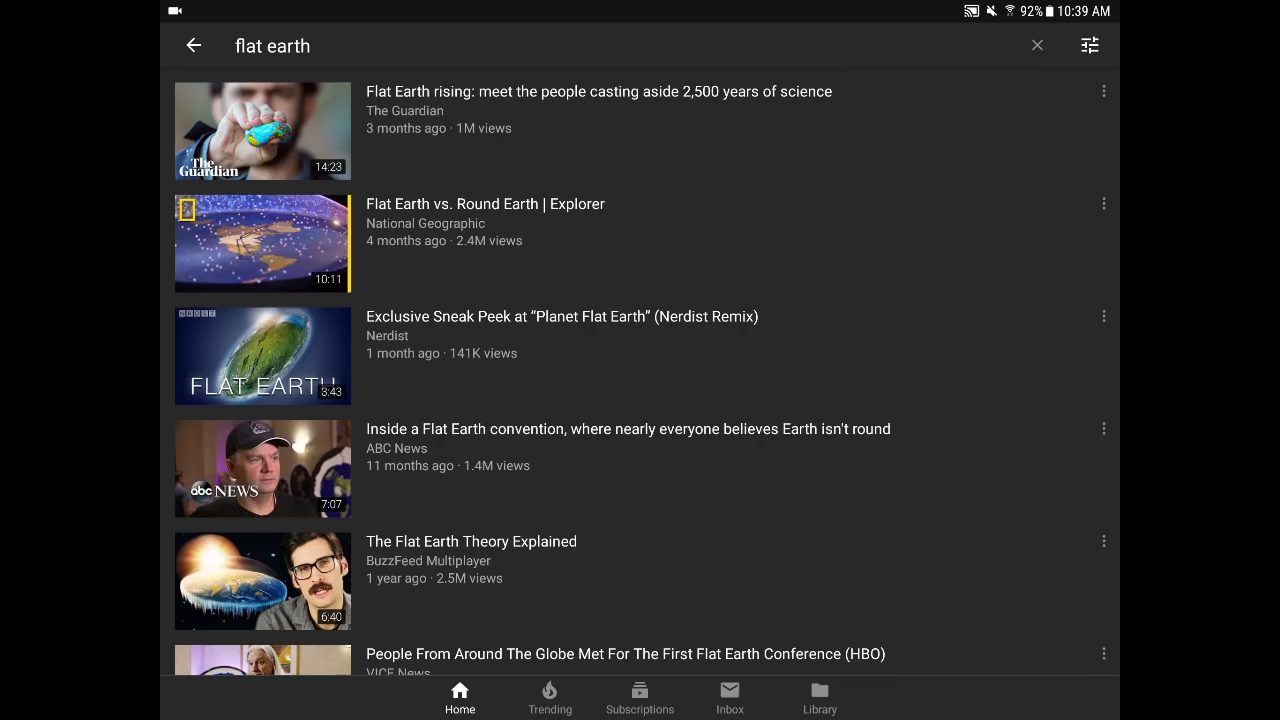 92% 10:39 AM
flat earth
Flat Earth rising: meet the people casting aside 2,500 years of science
The Guardian
3 months ago · 1M views
The
Guardian
14:23
Flat Earth vs. Round Earth | Explorer
National Geographic
4 months ago · 2.4M views
10:11
Exclusive Sneak Peek at “Planet Flat Earth” (Nerdist Remix)
Nerdist
1 month ago · 141K views
NRDST
FLAT EARTH
3:43
Inside a Flat Earth convention, where nearly everyone believes Earth isn't round
ABC News
11 months ago · 1.4M views
abc NEWS
7:07
The Flat Earth Theory Explained
BuzzFeed Multiplayer
1 year ago · 2.5M views
6:40
People From Around The Globe Met For The First Flat Earth Conference (HBO)
VICE News
Home Trending Subscriptions Inbox Library